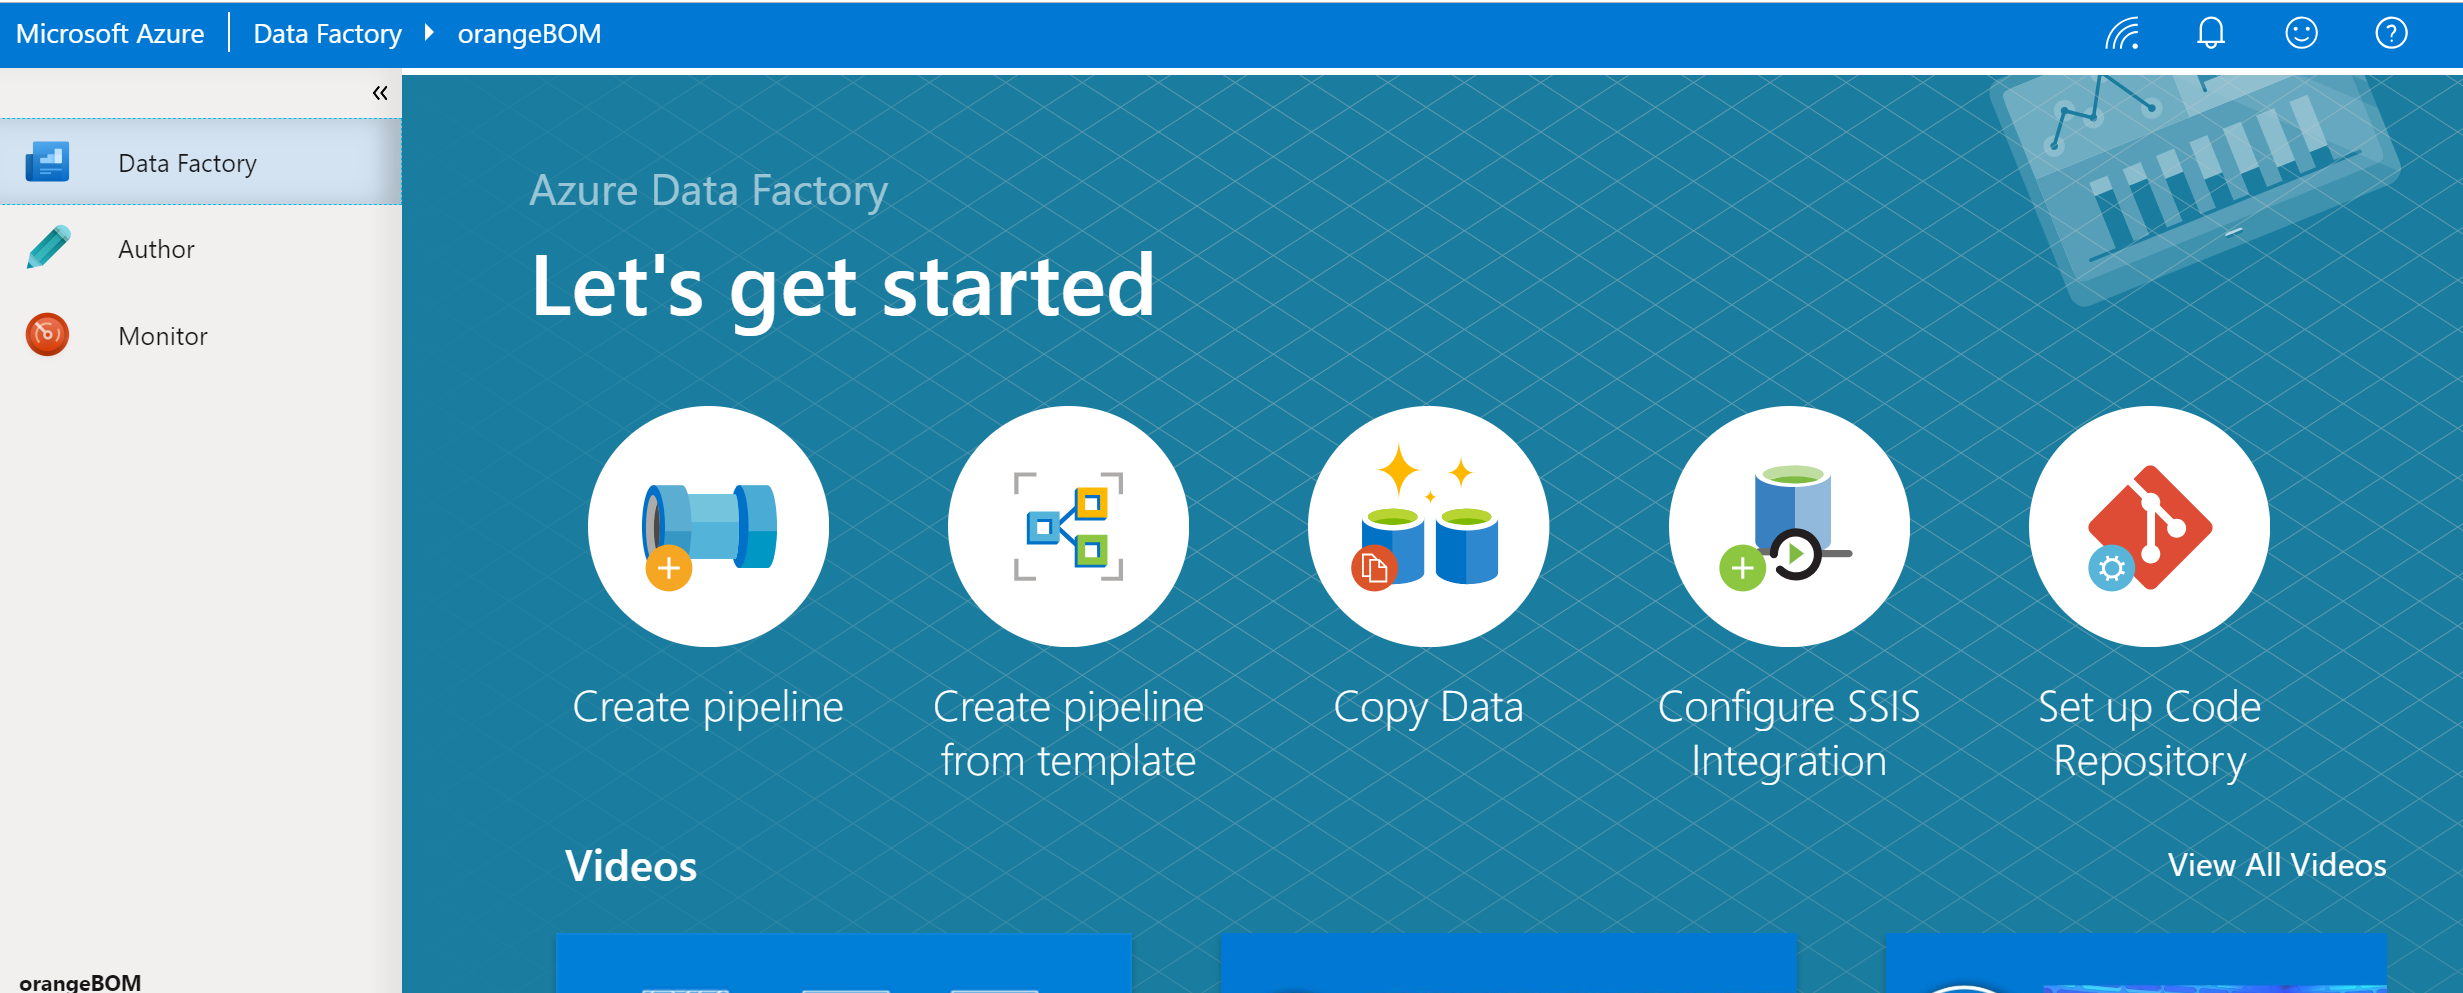 Microsoft Azure
Data Factory
orangeBOM
Data Factory
Author
Monitor
orangeBOM
Azure Data Factory
Let's get started
Create pipeline
Create pipeline
from template
Copy Data
Configure SSIS
Integration
Set up Code
Repository
Videos
View All Videos